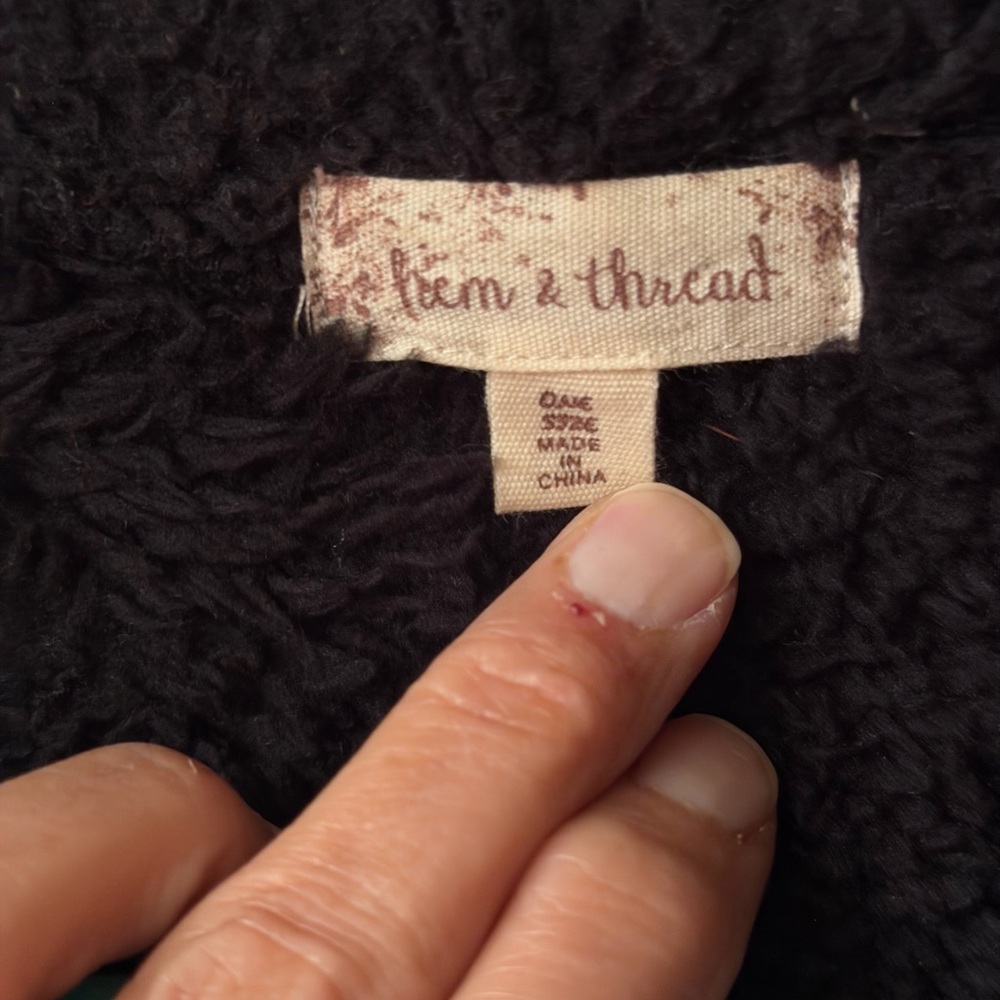 hem & thread
ONE
SIZE
MADE
IN
CHINA